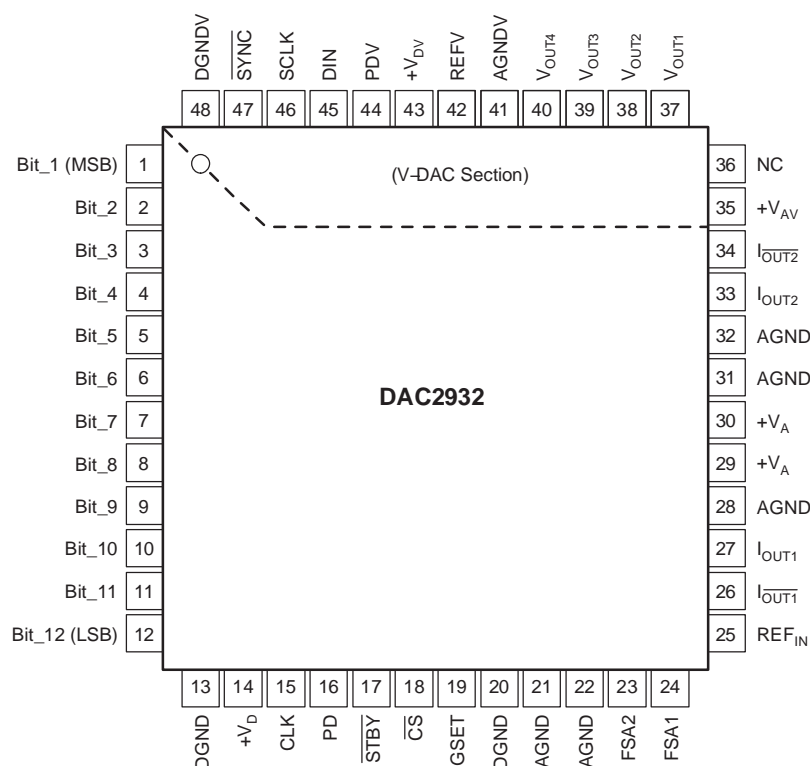 DGNDV
SYNC
SCLK
DIN
PDV
+VDV
REFV
AGNDV
VOUT4
VOUT3
VOUT2
VOUT1
48 47 46 45 44 43 42 41 40 39 38 37
Bit_1 (MSB) 1
Bit_2 2
Bit_3 3
Bit_4 4
Bit_5 5
Bit_6 6
Bit_7 7
Bit_8 8
Bit_9 9
Bit_10 10
Bit_11 11
Bit_12 (LSB) 12
(V–DAC Section)
DAC2932
36 NC
35 +VAV
34 IOUT2
33 IOUT2
32 AGND
31 AGND
30 +VA
29 +VA
28 AGND
27 IOUT1
26 IOUT1
25 REFIN
13 14 15 16 17 18 19 20 21 22 23 24
DGND
+VD
CLK
PD
STBY
CS
GSET
DGND
AGND
AGND
FSA2
FSA1